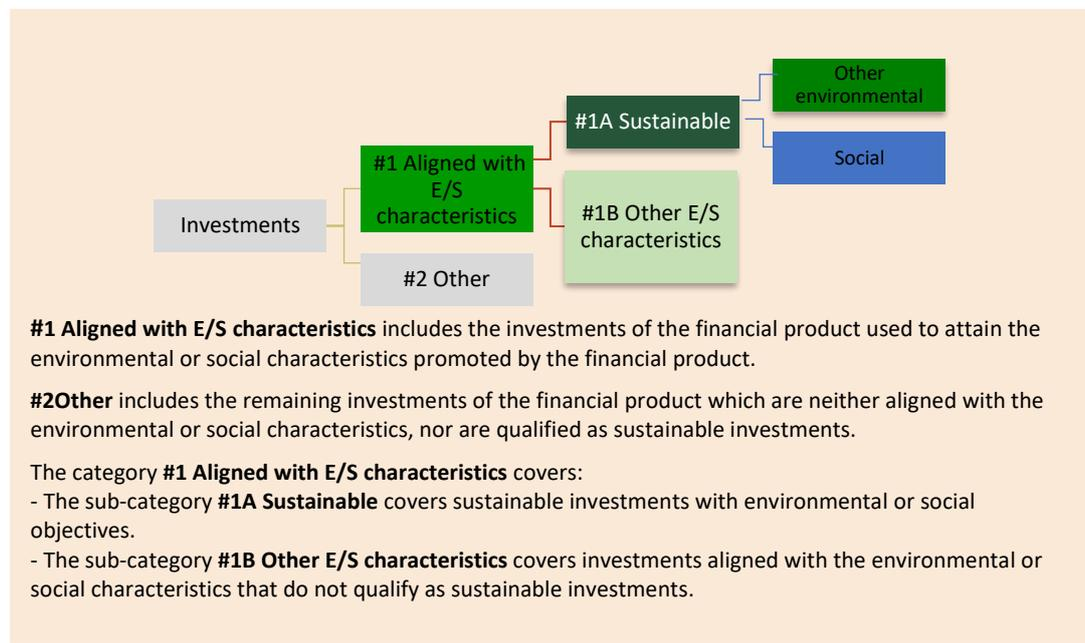 Other
environmental
#1A Sustainable
Social
#1 Aligned with
E/S
characteristics
#1B Other E/S
characteristics
Investments
#2 Other
#1 Aligned with E/S characteristics includes the investments of the financial product used to attain the
environmental or social characteristics promoted by the financial product.
#2Other includes the remaining investments of the financial product which are neither aligned with the
environmental or social characteristics, nor are qualified as sustainable investments.
The category #1 Aligned with E/S characteristics covers:
- The sub-category #1A Sustainable covers sustainable investments with environmental or social
objectives.
- The sub-category #1B Other E/S characteristics covers investments aligned with the environmental or
social characteristics that do not qualify as sustainable investments.